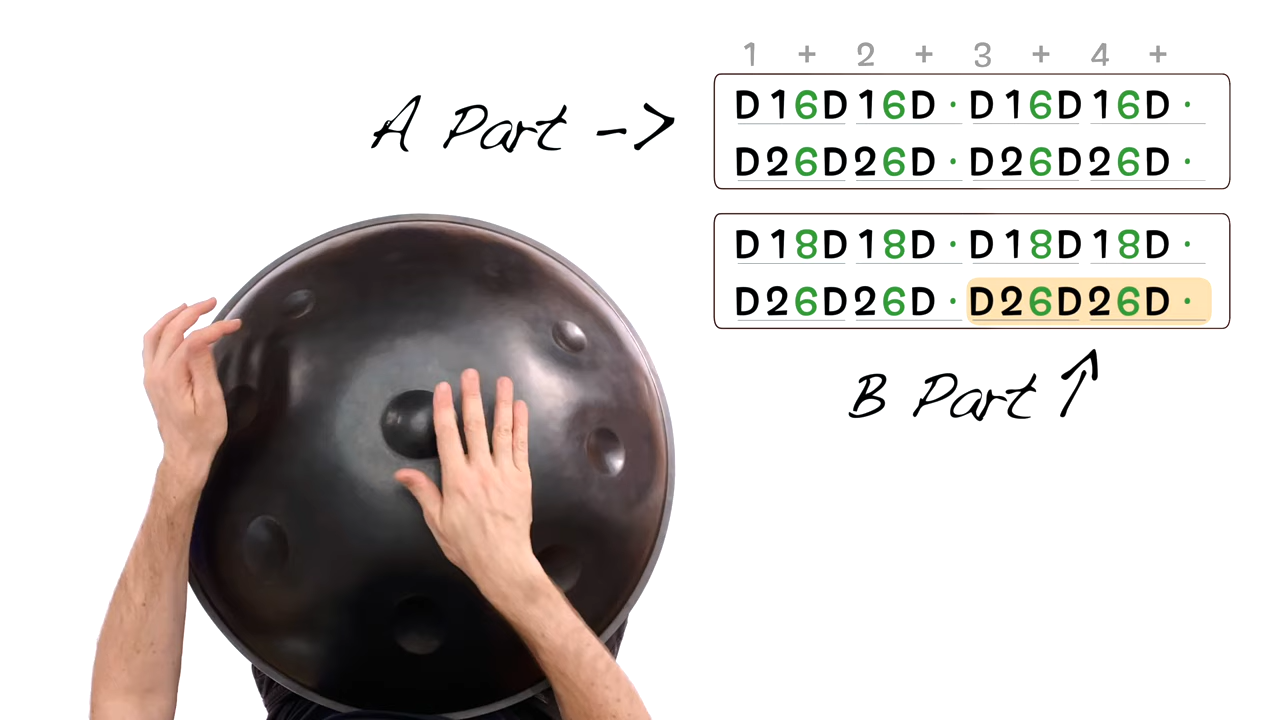 1 + 2 + 3 + 4 +
A Part ->
D16D16D · D16D16D ·
D26D26D · D26D26D ·
D18D18D · D18D18D ·
D26D26D · D26D26D ·
B Part ↑